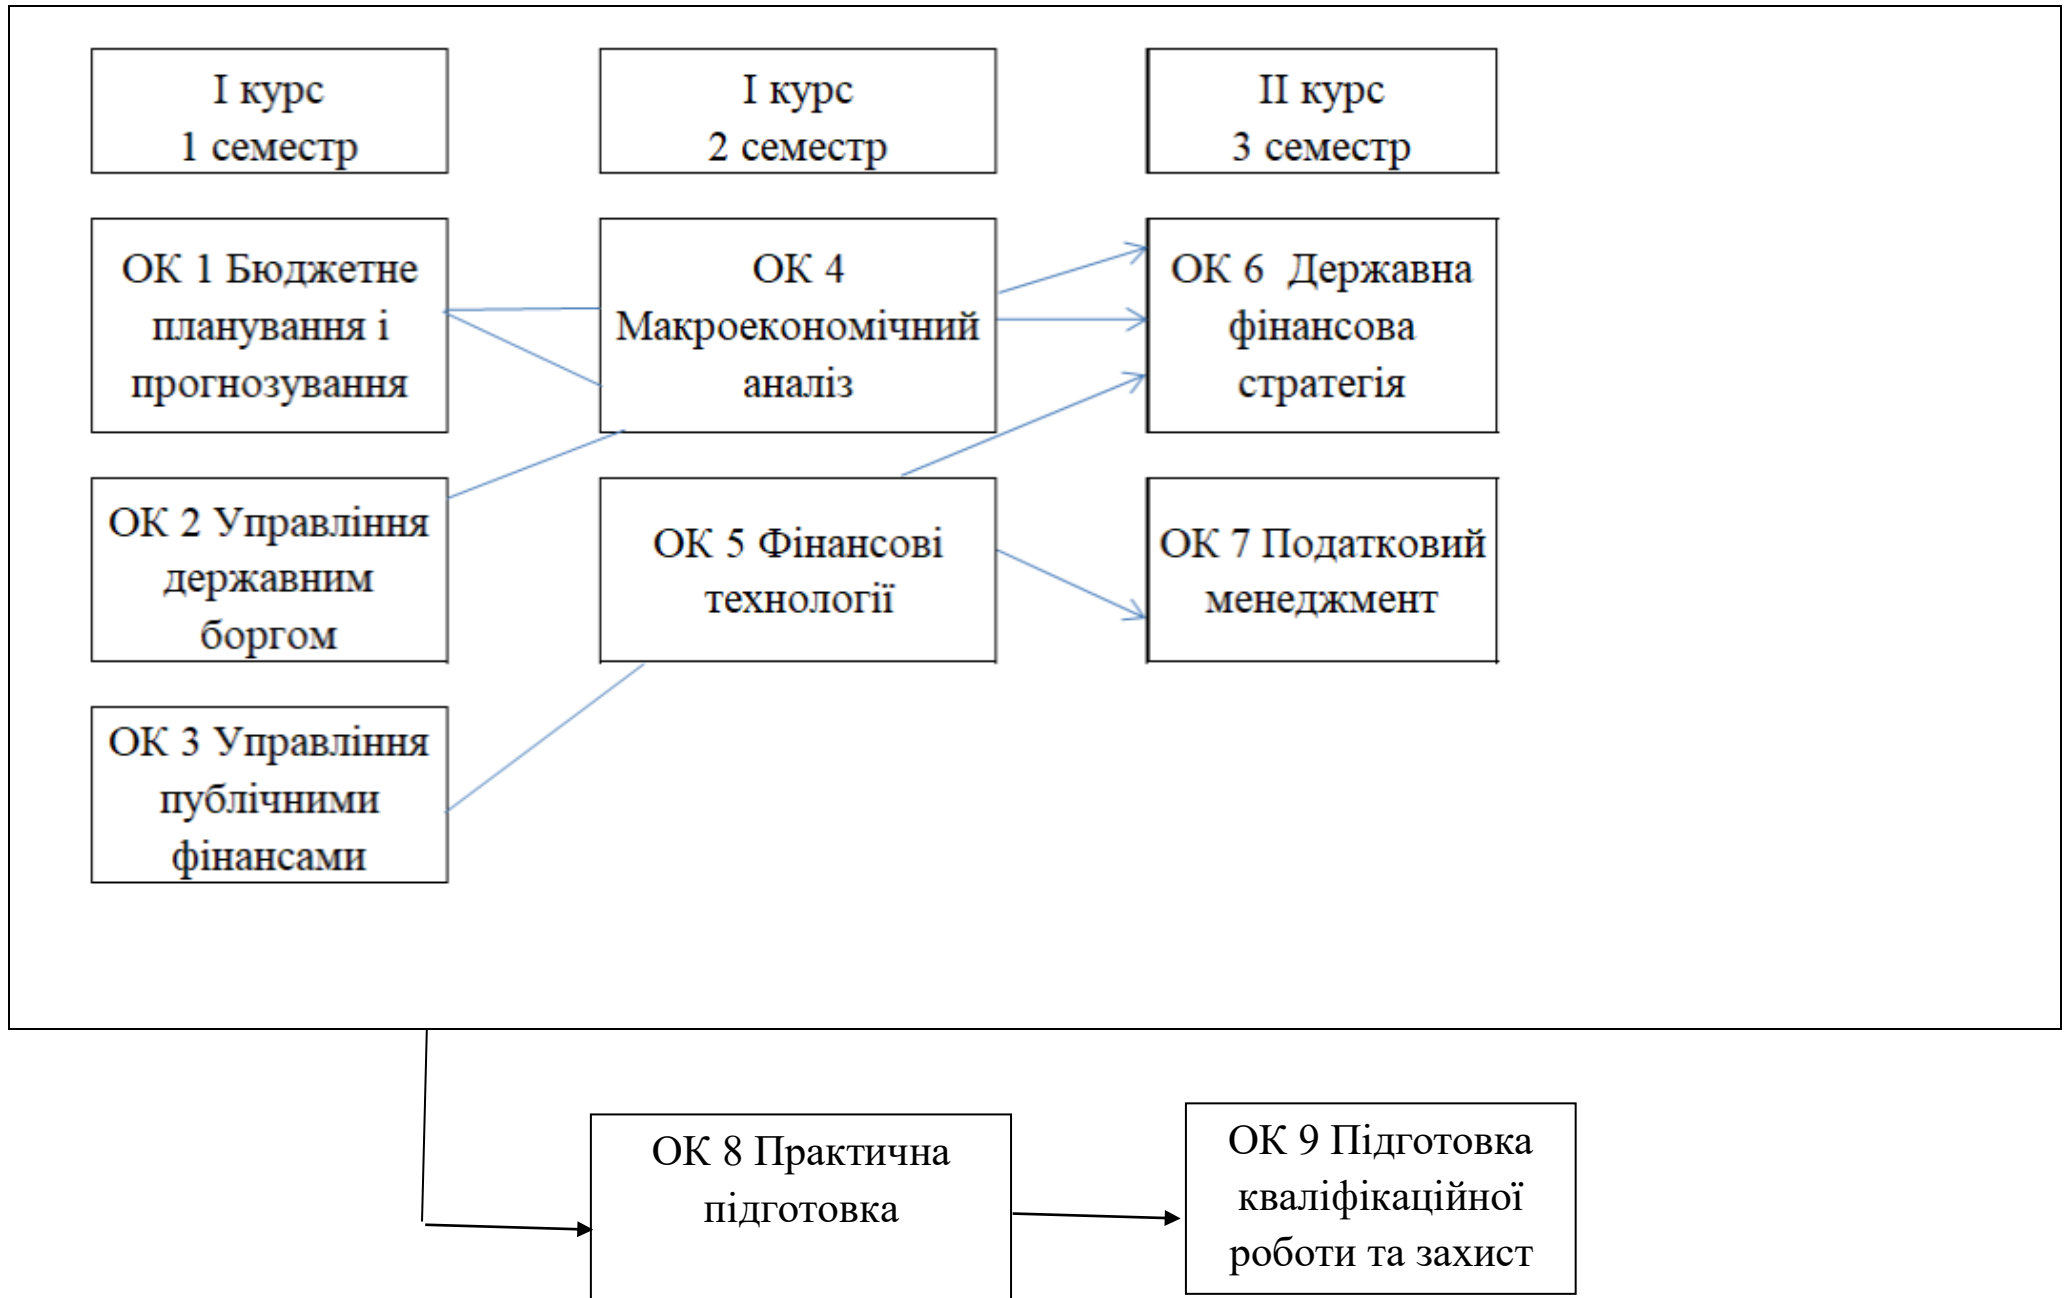 І курс
1 семестр
І курс
2 семестр
ІІ курс
3 семестр
ОК 1 Бюджетне
планування і
прогнозування
ОК 4
Макроекономічний
аналіз
ОК 6 Державна
фінансова
стратегія
ОК 2 Управління
державним
боргом
ОК 5 Фінансові
технології
ОК 7 Податковий
менеджмент
ОК 3 Управління
публічними
фінансами
ОК 8 Практична
підготовка
ОК 9 Підготовка
кваліфікаційної
роботи та захист